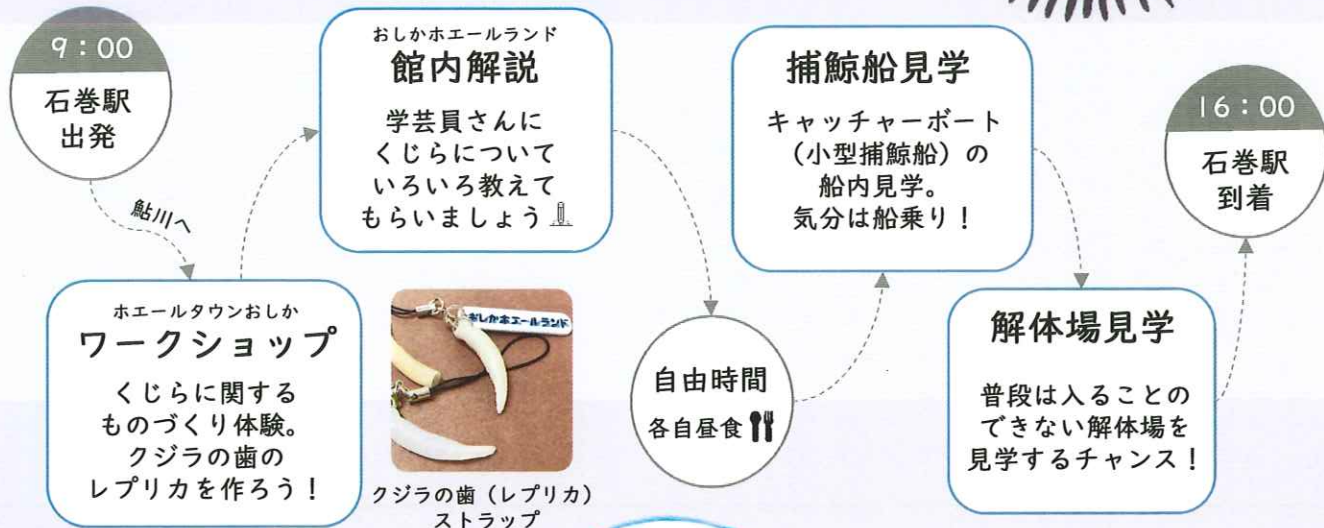 9：00
石巻駅
出発
鮎川へ
ホエールタウンおしか
ワークショップ
くじらに関する
ものづくり体験。
クジラの歯の
レプリカを作ろう！
おしかホエールランド
館内解説
学芸員さんに
くじらについて
いろいろ教えて
もらいましょう
おしかホエールランド
クジラの歯（レプリカ）
ストラップ
自由時間
各自昼食
捕鯨船見学
キャッチャーボート
（小型捕鯨船）の
船内見学。
気分は船乗り！
解体場見学
普段は入ることの
できない解体場を
見学するチャンス！
16：00
石巻駅
到着